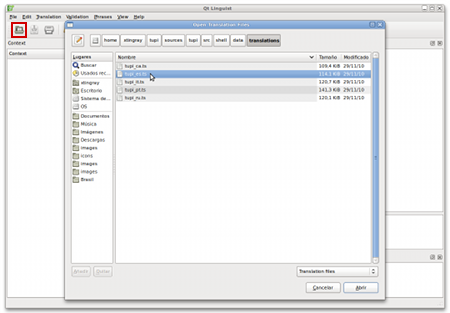 Qt Linguist
File Edit Translation Validation Phrases View Help
Context
Context
Open Translation Files
home stingray tupi sources tupi src shell data translations
Lugares
Buscar
Usados rec...
stingray
Escritorio
Sistema de...
OS
Documentos
Música
Imágenes
Descargas
images
icons
images
images
Brasil
Nombre Tamaño Modificado
tupi_ca.ts 109,4 KiB 29/11/10
tupi_es.ts 114,1 KiB 29/11/10
tupi_it.ts 120,7 KiB 29/11/10
tupi_pt.ts 141,3 KiB 29/11/10
tupi_ru.ts 120,1 KiB 29/11/10
Añadir Quitar
Translation files
Cancelar Abrir